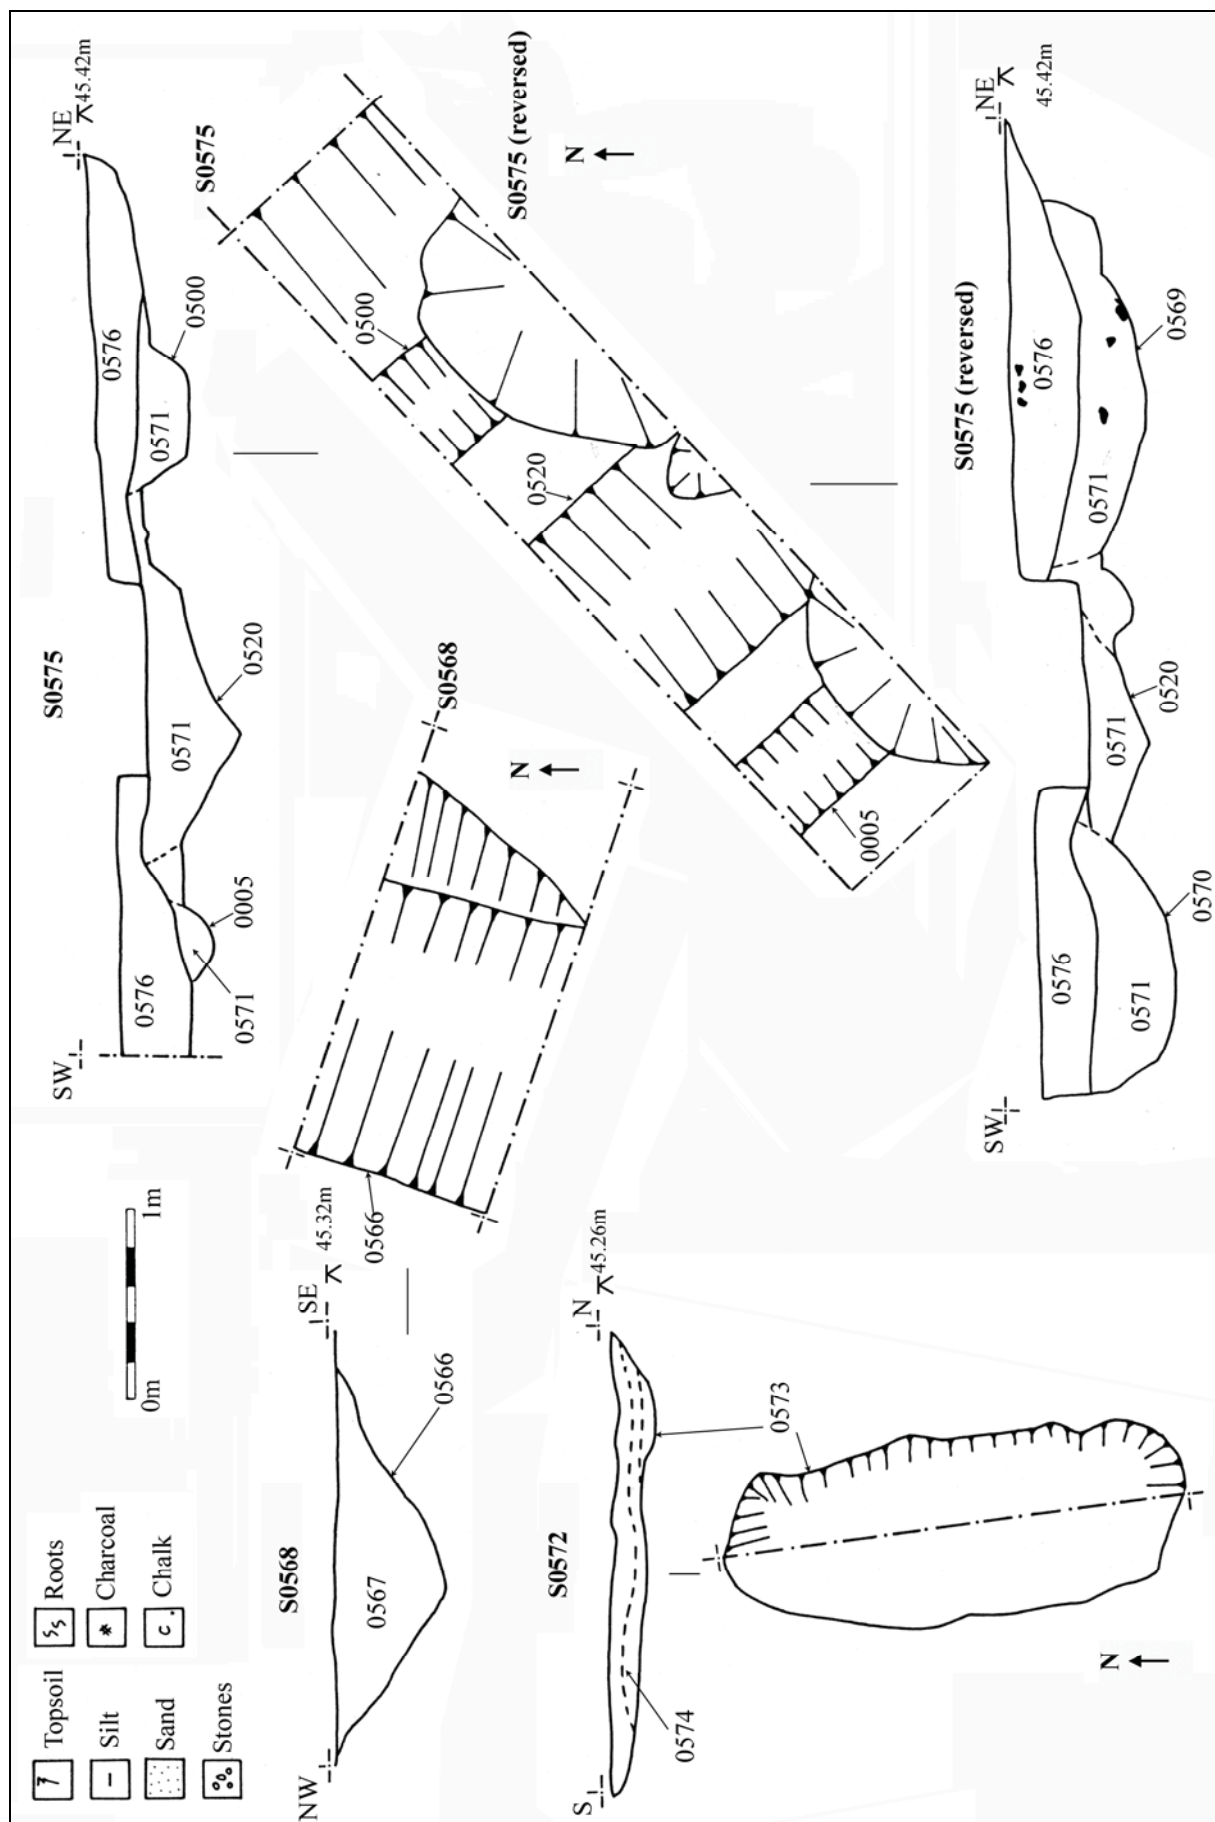 Topsoil
Roots
Silt
Charcoal
Sand
Chalk
c
Stones
0m
1m
S0575
SW
NE
45.42m
0576
0576
0571
0571
0571
0005
0520
0500
S0568
NW
SE
45.32m
0567
0566
0566
S0568
N
S0575
S0575 (reversed)
N
0500
0520
0005
S0572
S
N
45.26m
0574
0573
N
S0575 (reversed)
SW
NE
45.42m
0576
0576
0571
0571
0571
0570
0520
0569